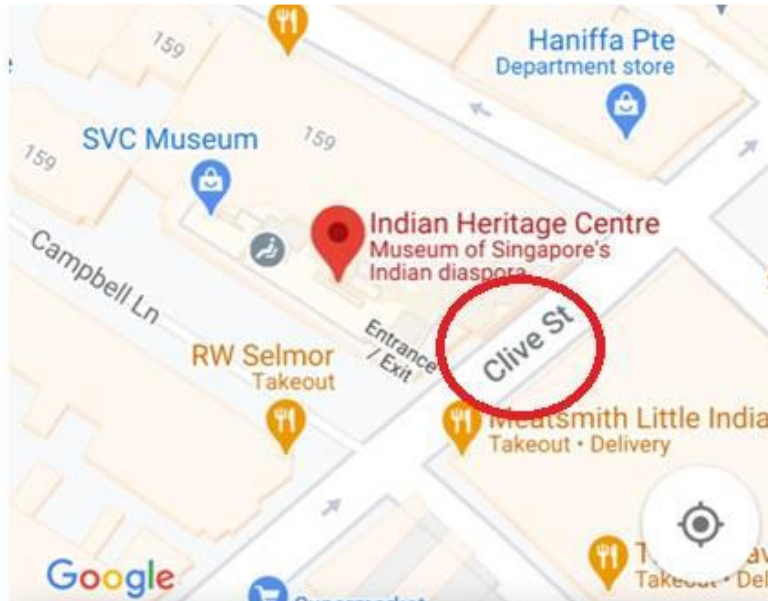 159
Haniffa Pte
Department store
SVC Museum
159
159
Indian Heritage Centre
Museum of Singapore's
Indian diaspora
Campbell Ln
Clive St
Entrance
/ Exit
RW Selmor
Takeout
Meatsmith Little India
Takeout • Delivery
Google
Takeout
Supermarket